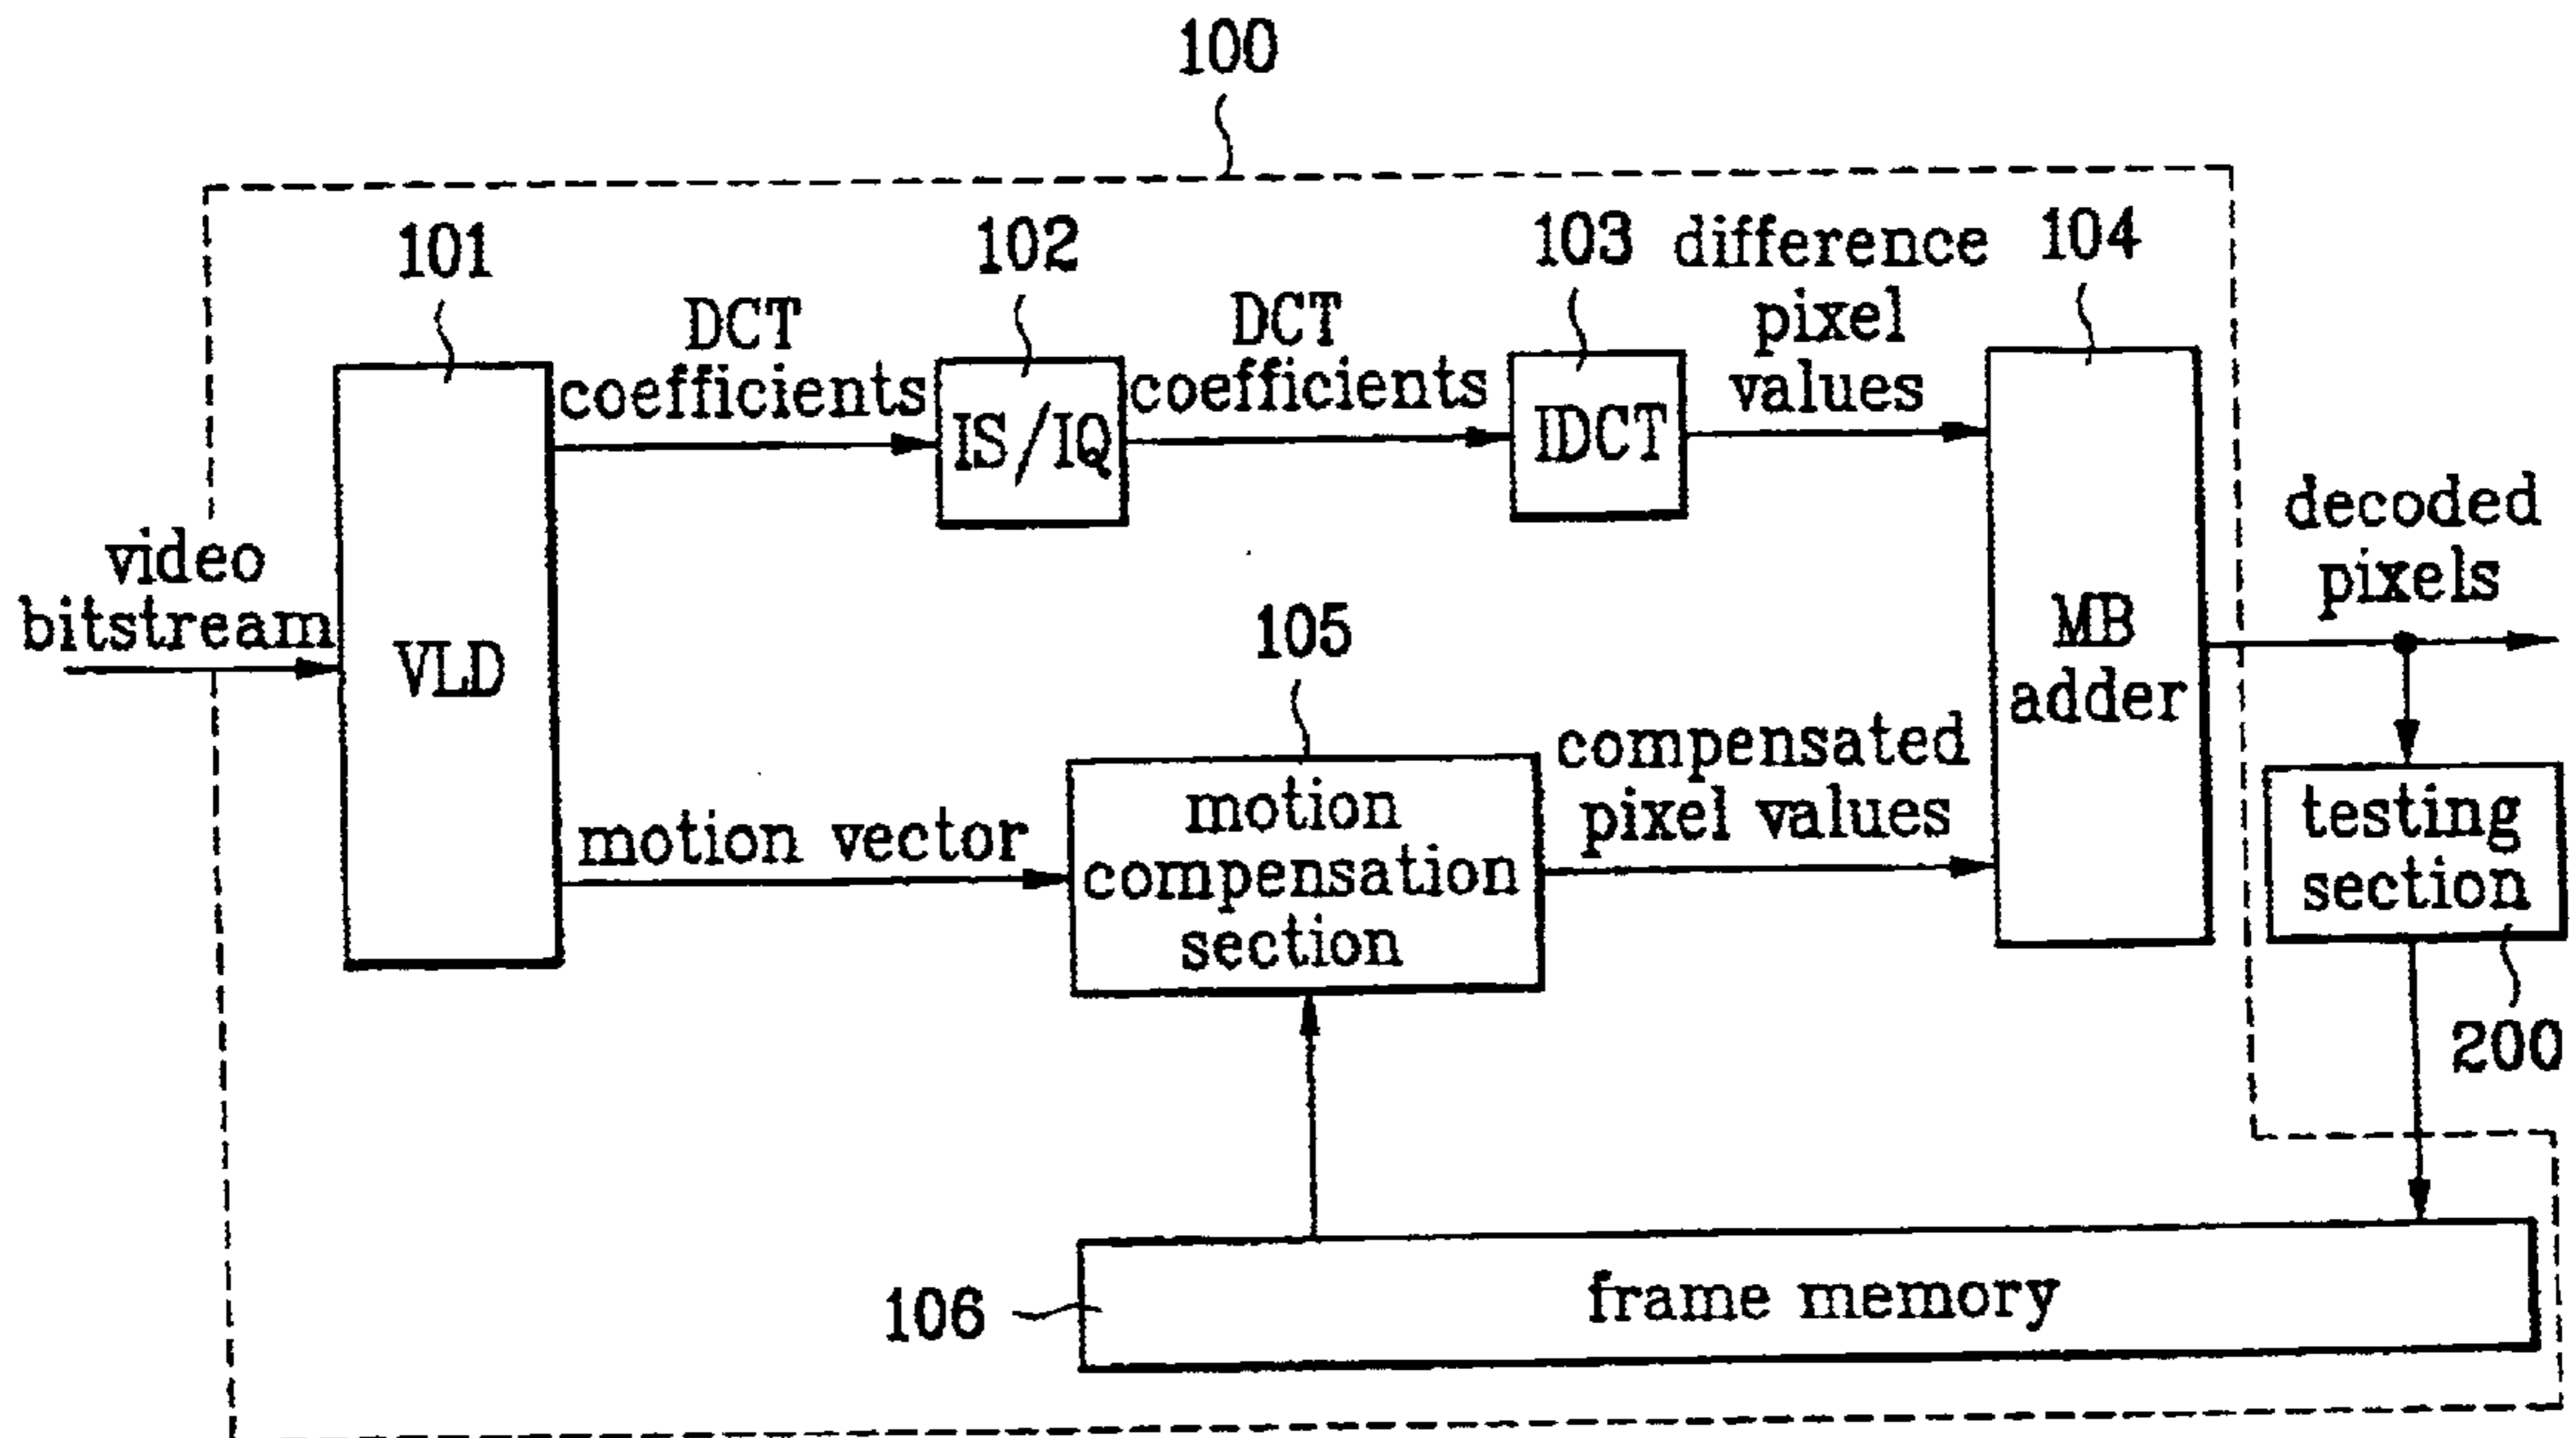 100
101
102
103
104
DCT
coefficients
DCT
coefficients
difference
pixel
values
IS/IQ
IDCT
video
bitstream
VLD
MB
adder
decoded
pixels
105
motion vector
motion
compensation
section
compensated
pixel values
testing
section
200
106
frame memory